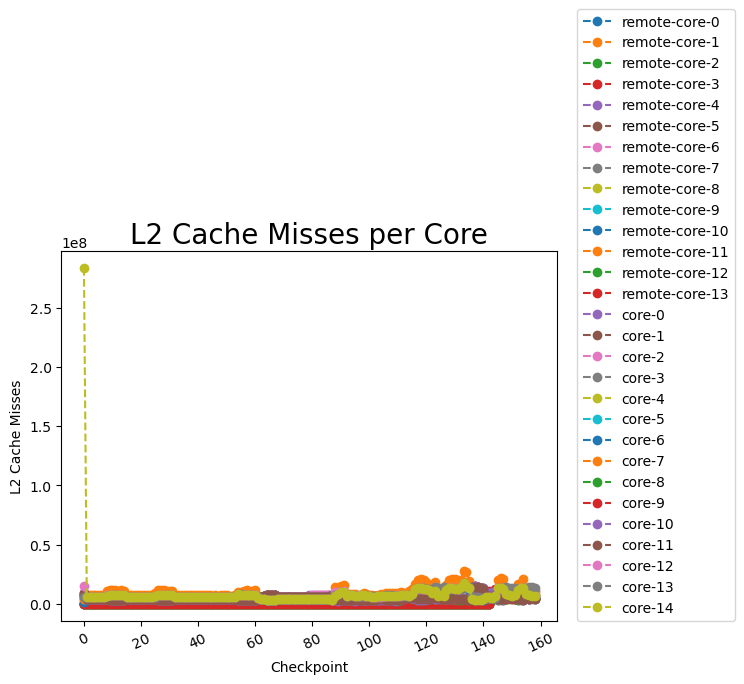 L2 Cache Misses per Core
1e8
L2 Cache Misses
2.5
2.0
1.5
1.0
0.5
0.0
0
20
40
60
80
100
120
140
160
Checkpoint
remote-core-0
remote-core-1
remote-core-2
remote-core-3
remote-core-4
remote-core-5
remote-core-6
remote-core-7
remote-core-8
remote-core-9
remote-core-10
remote-core-11
remote-core-12
remote-core-13
core-0
core-1
core-2
core-3
core-4
core-5
core-6
core-7
core-8
core-9
core-10
core-11
core-12
core-13
core-14